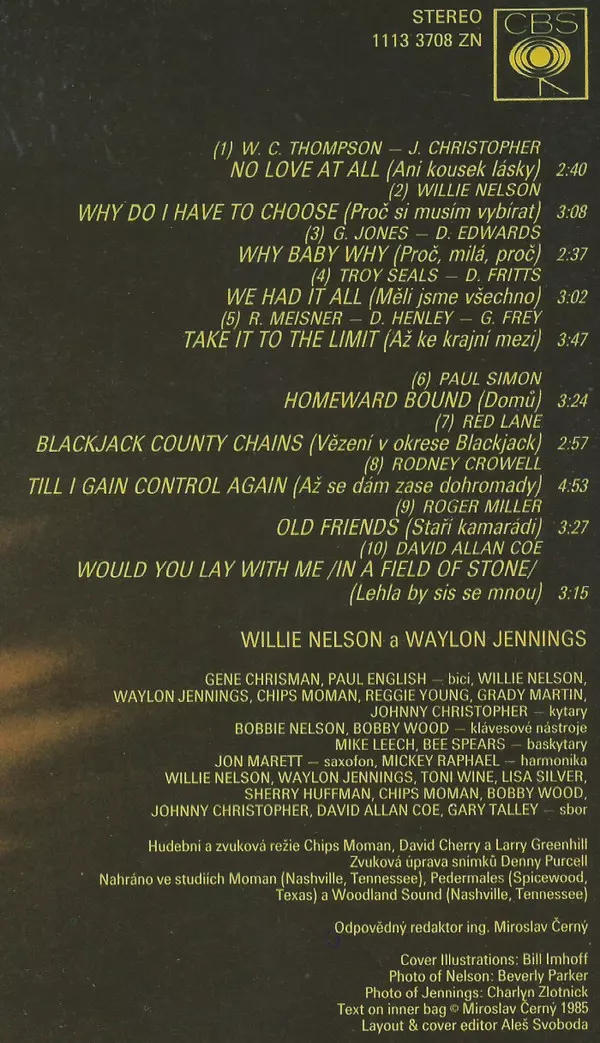 STEREO
1113 3708 ZN
CBS
(1) W. C. THOMPSON — J. CHRISTOPHER
NO LOVE AT ALL (Ani kousek lásky) 2:40
(2) WILLIE NELSON
WHY DO I HAVE TO CHOOSE (Proč si musím vybírat) 3:08
(3) G. JONES — D. EDWARDS
WHY BABY WHY (Proč, milá, proč) 2:37
(4) TROY SEALS — D. FRITTS
WE HAD IT ALL (Měli jsme všechno) 3:02
(5) R. MEISNER — D. HENLEY — G. FREY
TAKE IT TO THE LIMIT (Až ke krajní mezi) 3:47
(6) PAUL SIMON
HOMEWARD BOUND (Domů) 3:24
(7) RED LANE
BLACKJACK COUNTY CHAINS (Vězení v okrese Blackjack) 2:57
(8) RODNEY CROWELL
TILL I GAIN CONTROL AGAIN (Až se dám zase dohromady) 4:53
(9) ROGER MILLER
OLD FRIENDS (Staří kamarádi) 3:27
(10) DAVID ALLAN COE
WOULD YOU LAY WITH ME /IN A FIELD OF STONE/
(Lehla by sis se mnou) 3:15
WILLIE NELSON a WAYLON JENNINGS
GENE CHRISMAN, PAUL ENGLISH — bicí, WILLIE NELSON,
WAYLON JENNINGS, CHIPS MOMAN, REGGIE YOUNG, GRADY MARTIN,
JOHNNY CHRISTOPHER — kytary
BOBBIE NELSON, BOBBY WOOD — klávesové nástroje
MIKE LEECH, BEE SPEARS — baskytary
JON MARETT — saxofon, MICKEY RAPHAEL — harmonika
WILLIE NELSON, WAYLON JENNINGS, TONI WINE, LISA SILVER,
SHERRY HUFFMAN, CHIPS MOMAN, BOBBY WOOD,
JOHNNY CHRISTOPHER, DAVID ALLAN COE, GARY TALLEY — sbor
Hudební a zvuková režie Chips Moman, David Cherry a Larry Greenhill
Zvuková úprava snímků Denny Purcell
Nahráno ve studiích Moman (Nashville, Tennessee), Pedermales (Spicewood,
Texas) a Woodland Sound (Nashville, Tennessee)
Odpovědný redaktor ing. Miroslav Černý
Cover Illustrations: Bill Imhoff
Photo of Nelson: Beverly Parker
Photo of Jennings: Charlyn Zlotnick
Text on inner bag © Miroslav Černý 1985
Layout & cover editor Aleš Svoboda